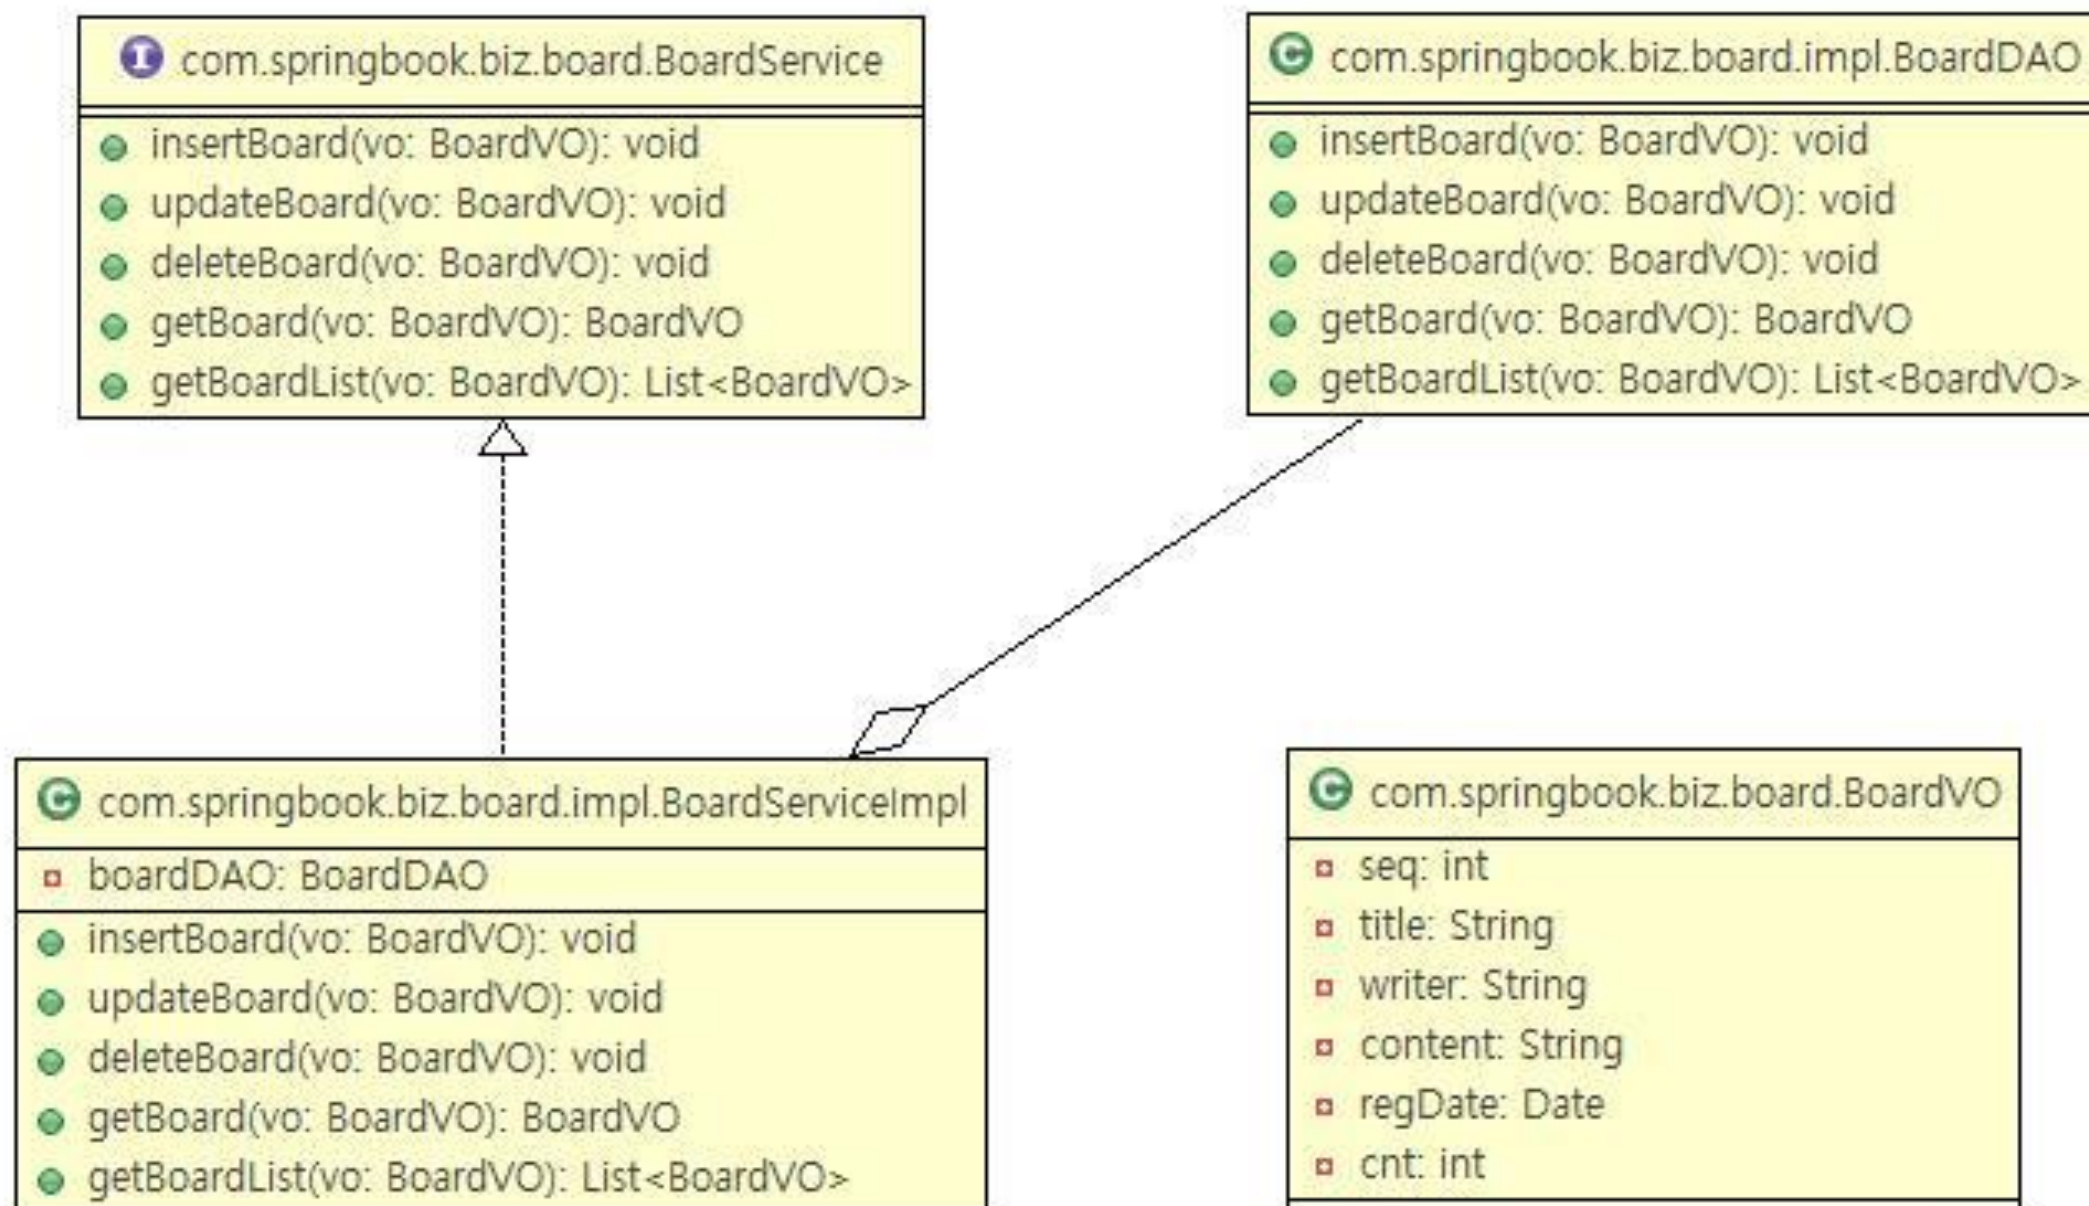 com.springbook.biz.board.BoardService
insertBoard(vo: BoardVO): void
updateBoard(vo: BoardVO): void
deleteBoard(vo: BoardVO): void
getBoard(vo: BoardVO): BoardVO
getBoardList(vo: BoardVO): List<BoardVO>
com.springbook.biz.board.impl.BoardDAO
insertBoard(vo: BoardVO): void
updateBoard(vo: BoardVO): void
deleteBoard(vo: BoardVO): void
getBoard(vo: BoardVO): BoardVO
getBoardList(vo: BoardVO): List<BoardVO>
com.springbook.biz.board.impl.BoardServiceImpl
boardDAO: BoardDAO
insertBoard(vo: BoardVO): void
updateBoard(vo: BoardVO): void
deleteBoard(vo: BoardVO): void
getBoard(vo: BoardVO): BoardVO
getBoardList(vo: BoardVO): List<BoardVO>
com.springbook.biz.board.BoardVO
seq: int
title: String
writer: String
content: String
regDate: Date
cnt: int